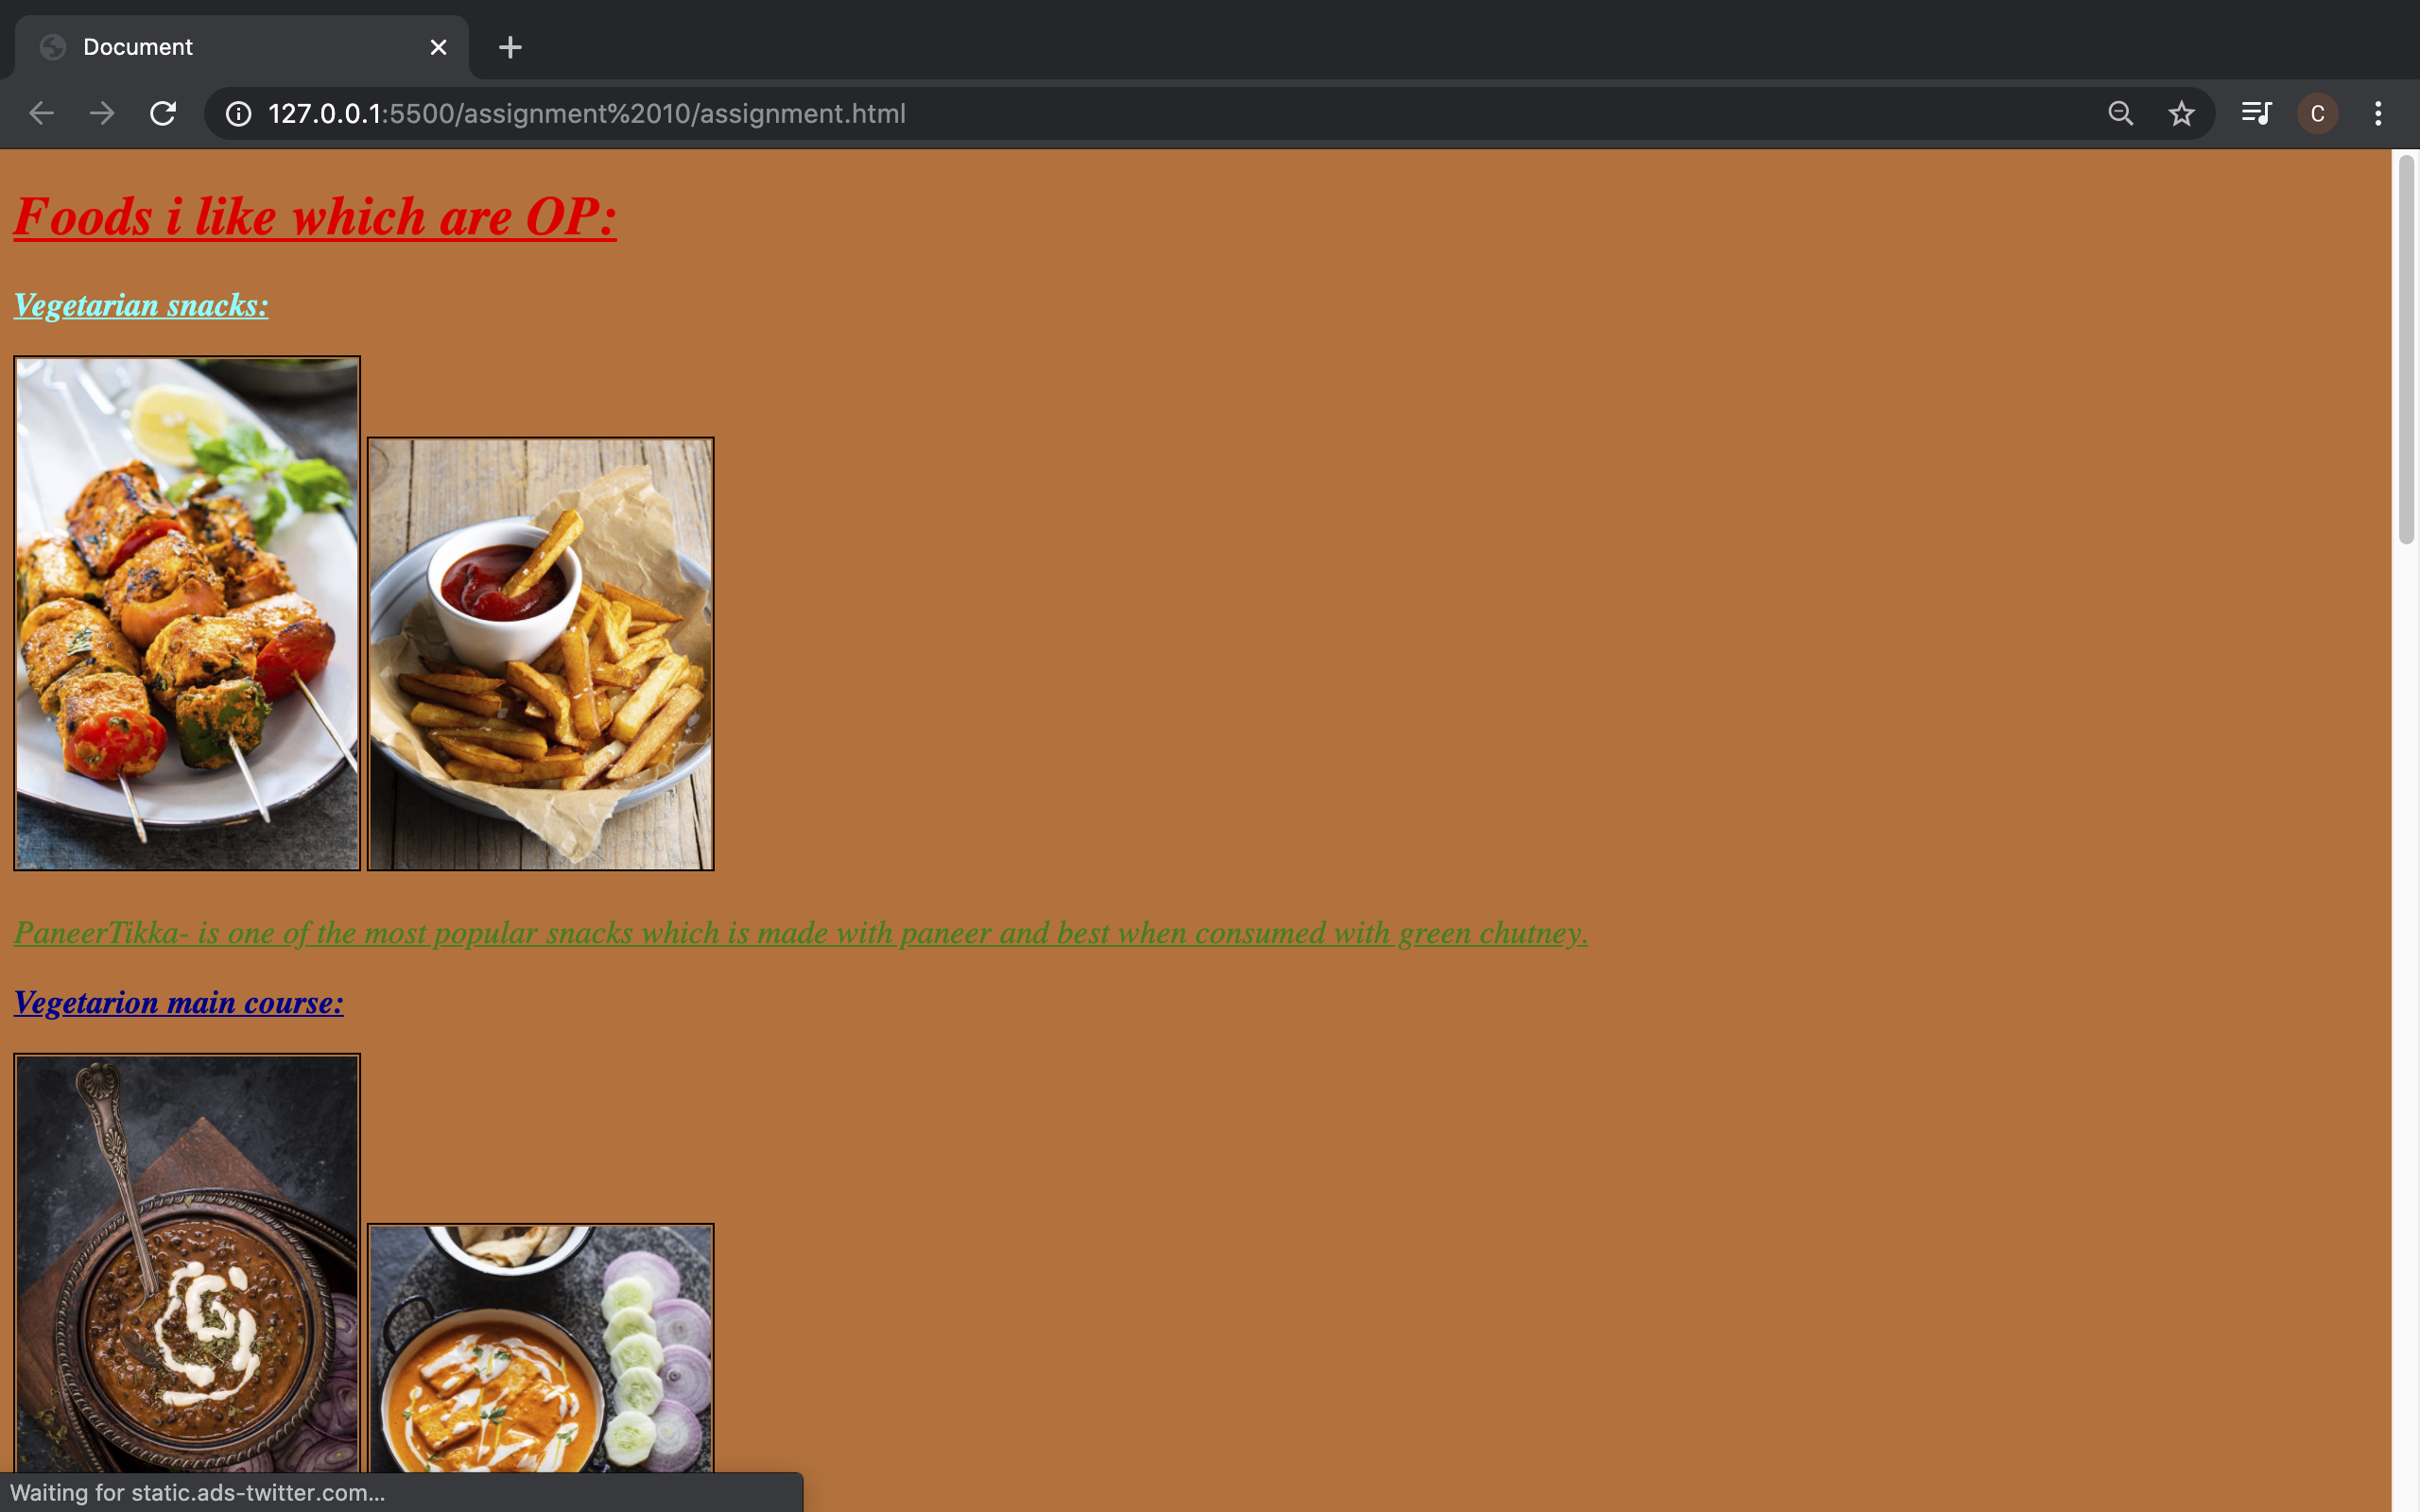 Document
127.0.0.1:5500/assignment%2010/assignment.html
C
Foods i like which are OP:
Vegetarian snacks:
PaneerTikka- is one of the most popular snacks which is made with paneer and best when consumed with green chutney.
Vegetarion main course:
Waiting for static.ads-twitter.com...